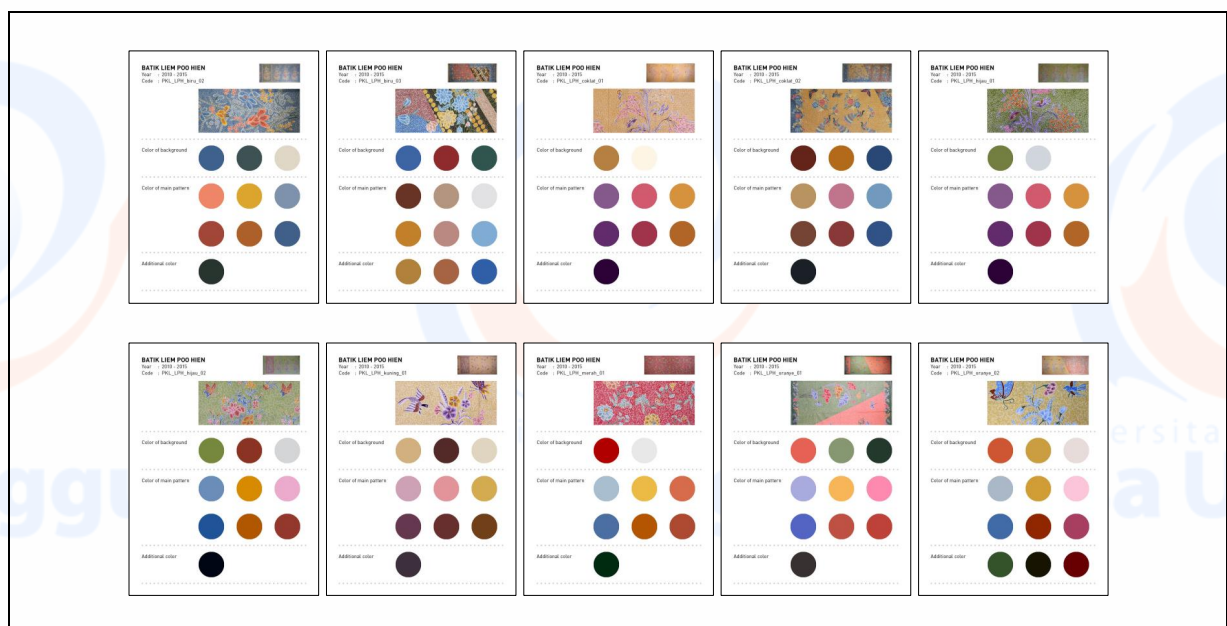 BATIK LIEM POO HIEN
Year : 2010 - 2015
Code : PKL_LPH_biru_02
Color of background
Color of main pattern
Additional color
BATIK LIEM POO HIEN
Year : 2010 - 2015
Code : PKL_LPH_biru_03
Color of background
Color of main pattern
Additional color
BATIK LIEM POO HIEN
Year : 2010 - 2015
Code : PKL_LPH_coklat_01
Color of background
Color of main pattern
Additional color
BATIK LIEM POO HIEN
Year : 2010 - 2015
Code : PKL_LPH_coklat_02
Color of background
Color of main pattern
Additional color
BATIK LIEM POO HIEN
Year : 2010 - 2015
Code : PKL_LPH_hijau_01
Color of background
Color of main pattern
Additional color
BATIK LIEM POO HIEN
Year : 2010 - 2015
Code : PKL_LPH_hijau_02
Color of background
Color of main pattern
Additional color
BATIK LIEM POO HIEN
Year : 2010 - 2015
Code : PKL_LPH_kuning_01
Color of background
Color of main pattern
Additional color
BATIK LIEM POO HIEN
Year : 2010 - 2015
Code : PKL_LPH_merah_01
Color of background
Color of main pattern
Additional color
BATIK LIEM POO HIEN
Year : 2010 - 2015
Code : PKL_LPH_oranye_01
Color of background
Color of main pattern
Additional color
BATIK LIEM POO HIEN
Year : 2010 - 2015
Code : PKL_LPH_oranye_02
Color of background
Color of main pattern
Additional color